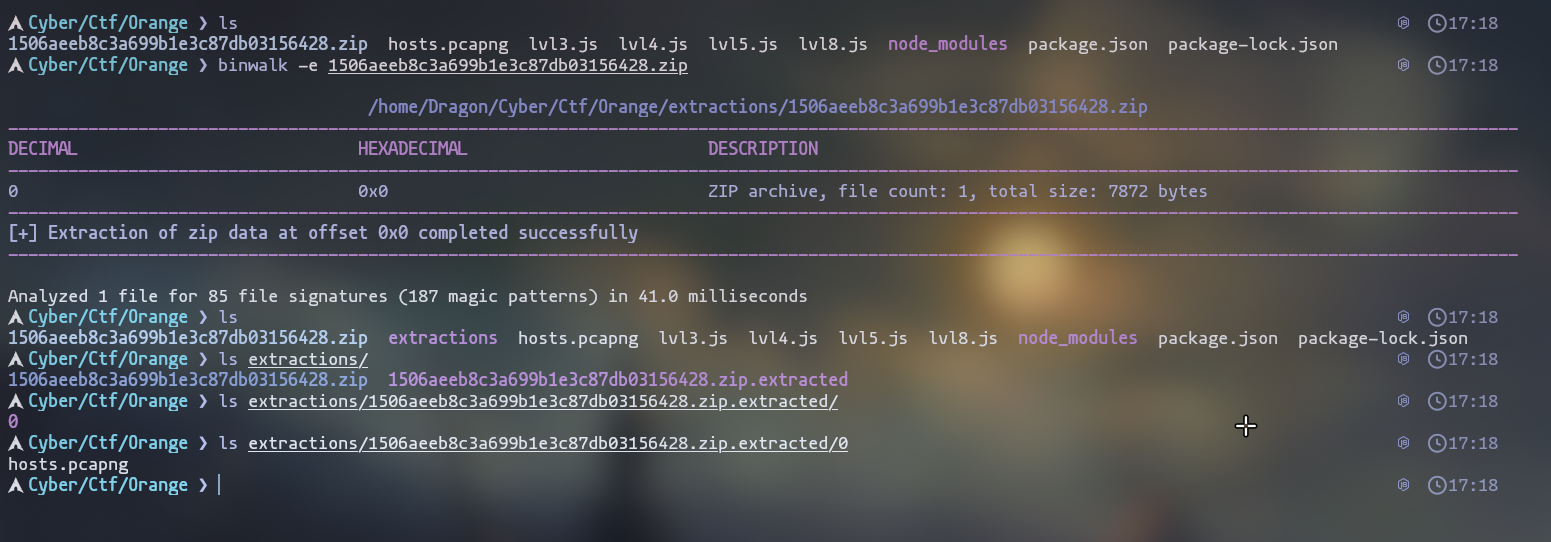 Cyber/Ctf/Orange ❯ ls 17:18
1506aeeb8c3a699b1e3c87db03156428.zip hosts.pcapng lvl3.js lvl4.js lvl5.js lvl8.js node_modules package.json package-lock.json
Cyber/Ctf/Orange ❯ binwalk -e 1506aeeb8c3a699b1e3c87db03156428.zip 17:18
/home/Dragon/Cyber/Ctf/Orange/extractions/1506aeeb8c3a699b1e3c87db03156428.zip
DECIMAL HEXADECIMAL DESCRIPTION
0 0x0 ZIP archive, file count: 1, total size: 7872 bytes
[+] Extraction of zip data at offset 0x0 completed successfully
Analyzed 1 file for 85 file signatures (187 magic patterns) in 41.0 milliseconds
Cyber/Ctf/Orange ❯ ls 17:18
1506aeeb8c3a699b1e3c87db03156428.zip extractions hosts.pcapng lvl3.js lvl4.js lvl5.js lvl8.js node_modules package.json package-lock.json
Cyber/Ctf/Orange ❯ ls extractions/ 17:18
1506aeeb8c3a699b1e3c87db03156428.zip 1506aeeb8c3a699b1e3c87db03156428.zip.extracted
Cyber/Ctf/Orange ❯ ls extractions/1506aeeb8c3a699b1e3c87db03156428.zip.extracted/ 17:18
0
Cyber/Ctf/Orange ❯ ls extractions/1506aeeb8c3a699b1e3c87db03156428.zip.extracted/0 17:18
hosts.pcapng
Cyber/Ctf/Orange ❯ 17:18